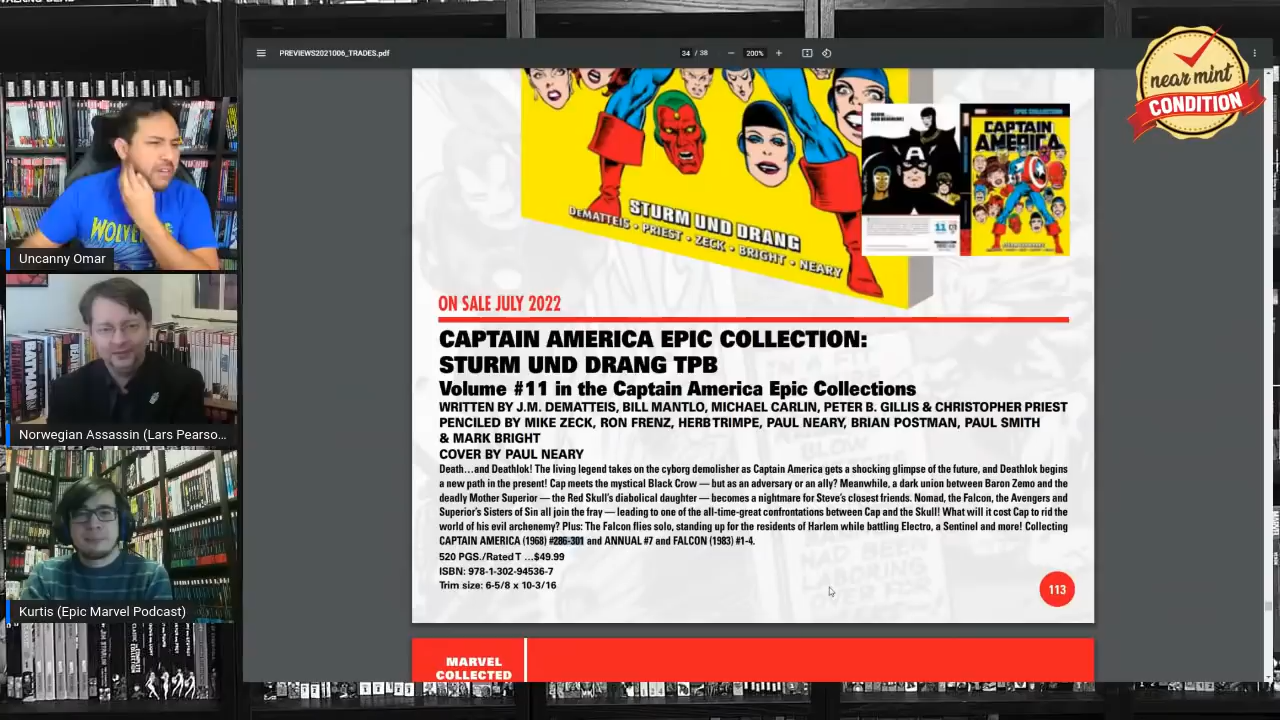 PREVIEWS2021006_TRADES.pdf
34 / 38
200%
near mint
CONDITION
WOLVERINE
Uncanny Omar
Norwegian Assassin (Lars Pearso...
Kurtis (Epic Marvel Podcast)
EPIC COLLECTION
CAPTAIN AMERICA
11
STURM UND DRANG
DEMATTEIS • PRIEST • ZECK • BRIGHT • NEARY
ON SALE JULY 2022
CAPTAIN AMERICA EPIC COLLECTION:
STURM UND DRANG TPB
Volume #11 in the Captain America Epic Collections
WRITTEN BY J.M. DEMATTEIS, BILL MANTLO, MICHAEL CARLIN, PETER B. GILLIS & CHRISTOPHER PRIEST
PENCILED BY MIKE ZECK, RON FRENZ, HERB TRIMPE, PAUL NEARY, BRIAN POSTMAN, PAUL SMITH
& MARK BRIGHT
COVER BY PAUL NEARY
Death…and Deathlok! The living legend takes on the cyborg demolisher as Captain America gets a shocking glimpse of the future, and Deathlok begins
a new path in the present! Cap meets the mystical Black Crow — but as an adversary or an ally? Meanwhile, a dark union between Baron Zemo and the
deadly Mother Superior — the Red Skull's diabolical daughter — becomes a nightmare for Steve's closest friends. Nomad, the Falcon, the Avengers and
Superior's Sisters of Sin all join the fray — leading to one of the all-time-great confrontations between Cap and the Skull! What will it cost Cap to rid the
world of his evil archenemy? Plus: The Falcon flies solo, standing up for the residents of Harlem while battling Electro, a Sentinel and more! Collecting
CAPTAIN AMERICA (1968) #286-301 and ANNUAL #7 and FALCON (1983) #1-4.
520 PGS./Rated T …$49.99
ISBN: 978-1-302-94536-7
Trim size: 6-5/8 x 10-3/16
113
MARVEL
COLLECTED